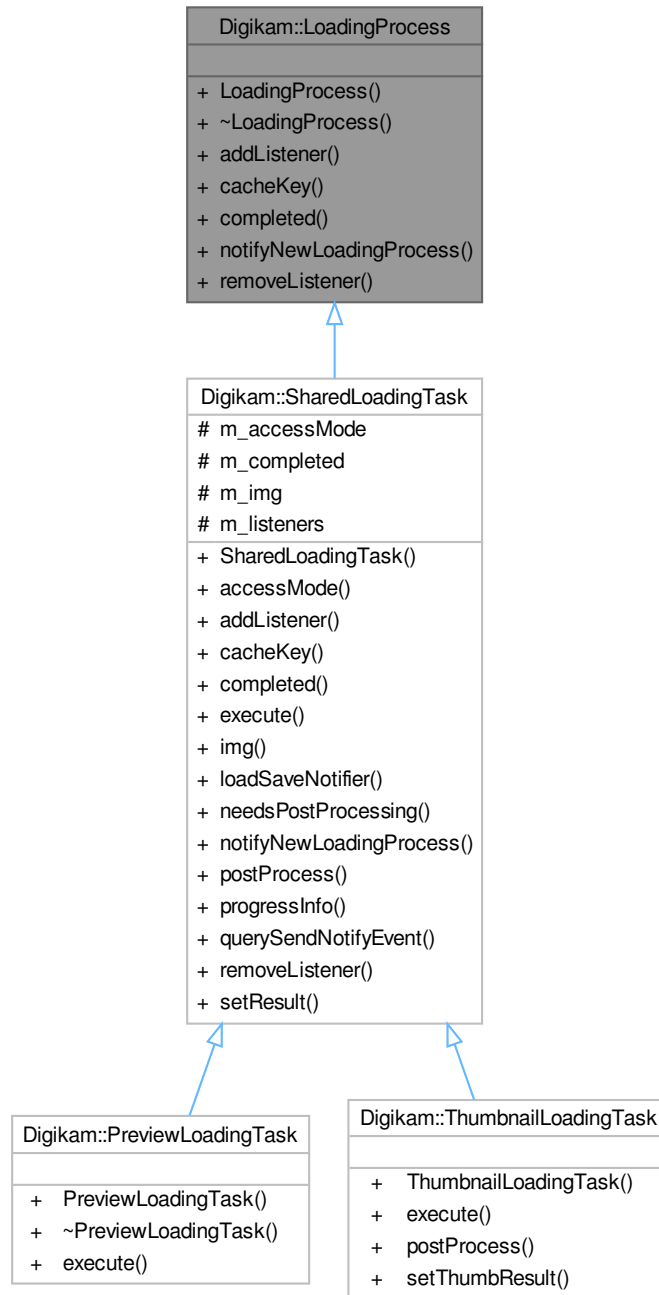 Digikam::LoadingProcess
+ LoadingProcess()
+ ~LoadingProcess()
+ addListener()
+ cacheKey()
+ completed()
+ notifyNewLoadingProcess()
+ removeListener()
Digikam::SharedLoadingTask
# m_accessMode
# m_completed
# m_img
# m_listeners
+ SharedLoadingTask()
+ accessMode()
+ addListener()
+ cacheKey()
+ completed()
+ execute()
+ img()
+ loadSaveNotifier()
+ needsPostProcessing()
+ notifyNewLoadingProcess()
+ postProcess()
+ progressInfo()
+ querySendNotifyEvent()
+ removeListener()
+ setResult()
Digikam::PreviewLoadingTask
+ PreviewLoadingTask()
+ ~PreviewLoadingTask()
+ execute()
Digikam::ThumbnailLoadingTask
+ ThumbnailLoadingTask()
+ execute()
+ postProcess()
+ setThumbResult()